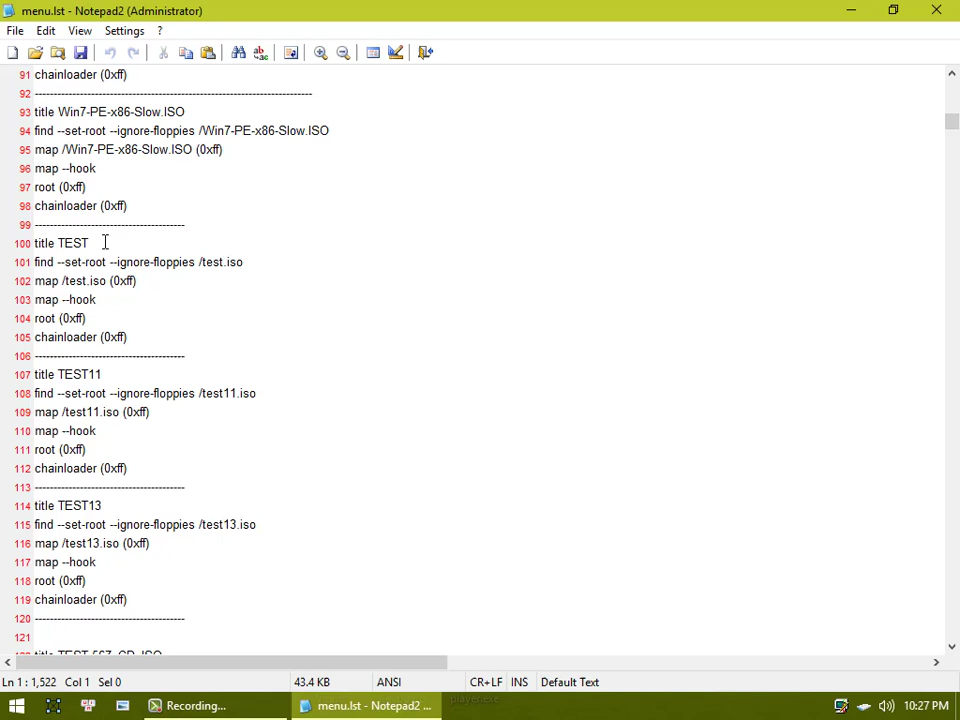 menu.lst - Notepad2 (Administrator)
File Edit View Settings ?
91 chainloader (0xff)
92 --------------------------------------------------------------------------
93 title Win7-PE-x86-Slow.ISO
94 find --set-root --ignore-floppies /Win7-PE-x86-Slow.ISO
95 map /Win7-PE-x86-Slow.ISO (0xff)
96 map --hook
97 root (0xff)
98 chainloader (0xff)
99 ----------------------------------------
100 title TEST
101 find --set-root --ignore-floppies /test.iso
102 map /test.iso (0xff)
103 map --hook
104 root (0xff)
105 chainloader (0xff)
106 ----------------------------------------
107 title TEST11
108 find --set-root --ignore-floppies /test11.iso
109 map /test11.iso (0xff)
110 map --hook
111 root (0xff)
112 chainloader (0xff)
113 ----------------------------------------
114 title TEST13
115 find --set-root --ignore-floppies /test13.iso
116 map /test13.iso (0xff)
117 map --hook
118 root (0xff)
119 chainloader (0xff)
120 ----------------------------------------
121
Ln 1 : 1,522 Col 1 Sel 0 43.4 KB ANSI CR+LF INS Default Text
Recording... menu.lst - Notepad2 ... 10:27 PM